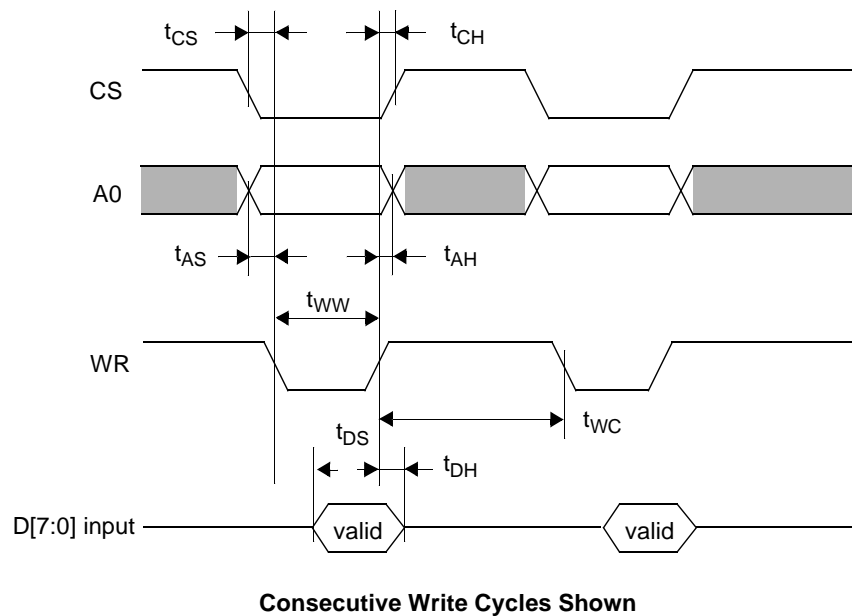 tCS
tCH
CS
A0
tAS
tAH
tWW
WR
tWC
tDS
tDH
D[7:0] input
valid
valid
Consecutive Write Cycles Shown